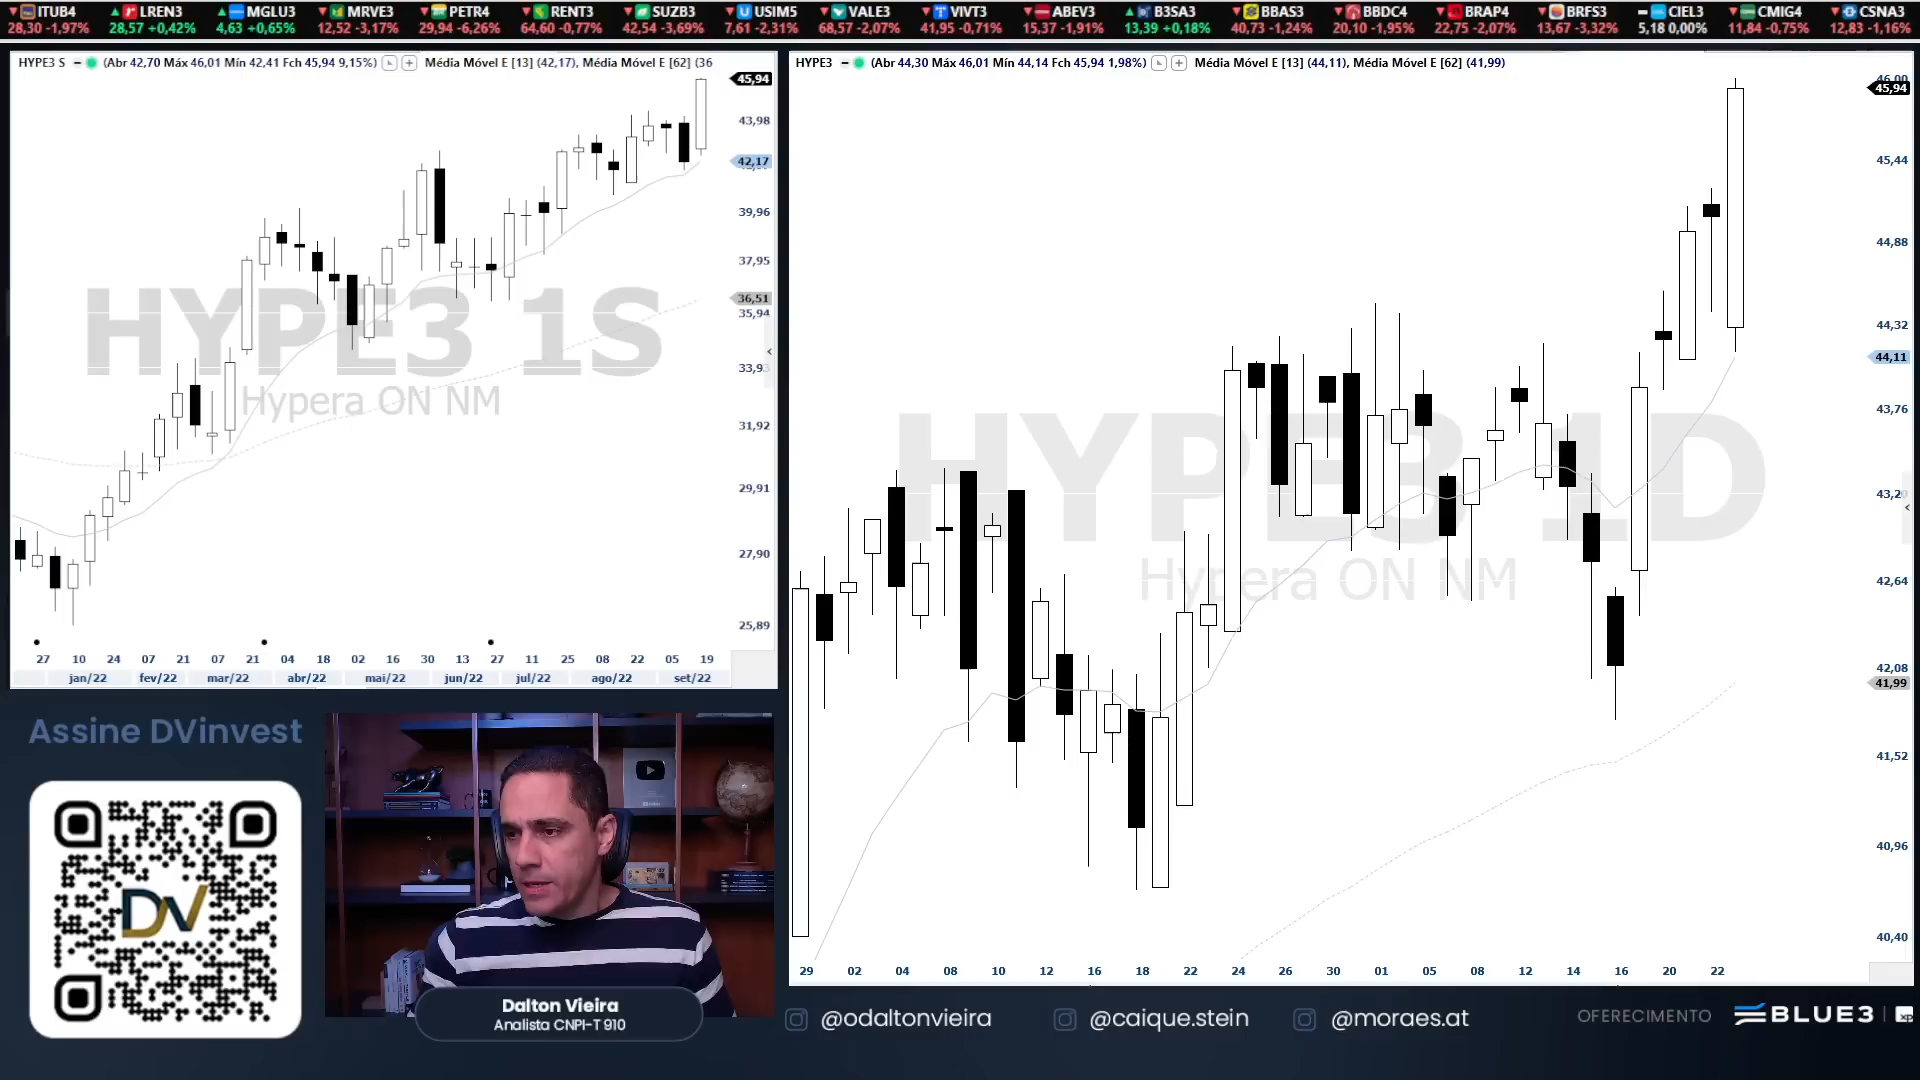 ITUB4 LREN3 MGLU3 MRVE3 PETR4 RENT3 SUZB3 USIM5 VALE3 VIVT3 ABEV3 B3SA3 BBAS3 BBDC4 BRAP4 BRFS3 CIEL3 CMIG4 CSNA3
28,30 -1,97% 28,57 +0,42% 4,63 +0,65% 12,52 -3,17% 29,94 -6,26% 64,60 -0,77% 42,54 -3,69% 7,61 -2,31% 68,57 -2,07% 41,95 -0,71% 15,37 -1,91% 13,39 +0,18% 40,73 -1,24% 20,10 -1,95% 22,75 -2,07% 13,67 -3,32% 5,18 0,00% 11,84 -0,75% 12,83 -1,16%
HYPE3 S (Abr 42,70 Máx 46,01 Mín 42,41 Fch 45,94 9,15%) Média Móvel E [13] (42,17), Média Móvel E [62] (36
45,94
43,98
42,17
39,96
37,95
36,51
35,94
33,93
31,92
29,91
27,90
25,89
HYPE3 1S
Hypera ON NM
27 10 24 07 21 07 21 04 18 02 16 30 13 27 11 25 08 22 05 19
jan/22 fev/22 mar/22 abr/22 mai/22 jun/22 jul/22 ago/22 set/22
HYPE3 (Abr 44,30 Máx 46,01 Mín 44,14 Fch 45,94 1,98%) Média Móvel E [13] (44,11), Média Móvel E [62] (41,99)
46,00
45,94
45,44
44,88
44,32
44,11
43,76
43,20
42,64
42,08
41,99
41,52
40,96
40,40
HYPE3 1D
Hypera ON NM
29 02 04 08 10 12 16 18 22 24 26 30 01 05 08 12 14 16 20 22
Assine DVinvest
DV
Dalton Vieira
Analista CNPI-T 910
@odaltonvieira @caique.stein @moraes.at
OFERECIMENTO BLUE3 xp